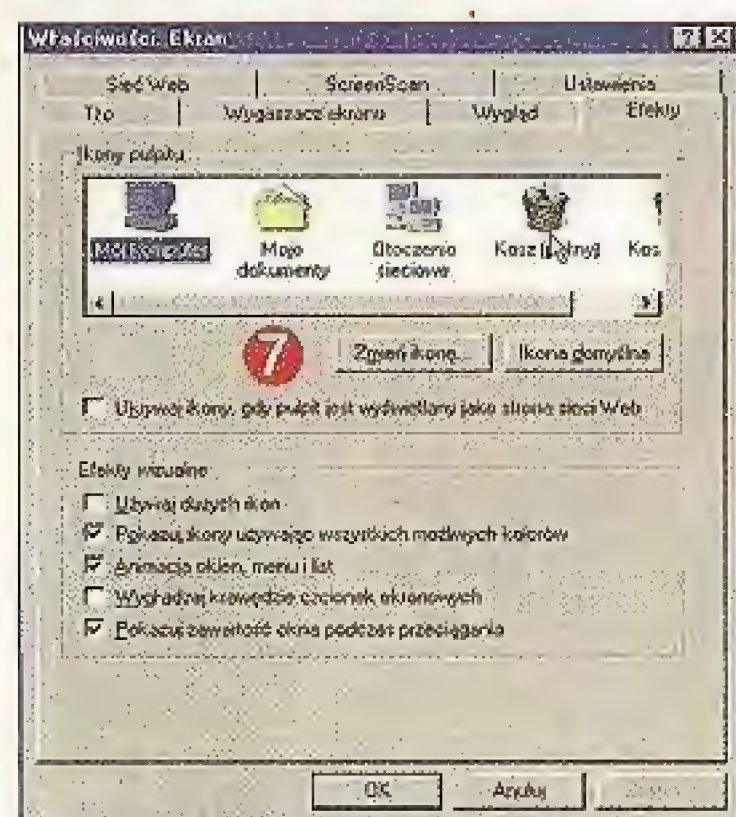 Właściwości: Ekran
Sieć Web ScreenScan Ustawienia
Tło Wygaszacz ekranu Wygląd Efekty
Ikony pulpitu
Mój komputer Moje dokumenty Otoczenie sieciowe Kosz (pełny) Kos
7 Zmień ikonę... Ikona domyślna
Ukrywaj ikony, gdy pulpit jest wyświetlany jako strona sieci Web
Efekty wizualne
Używaj dużych ikon
Pokazuj ikony używając wszystkich możliwych kolorów
Animacja okien, menu i list
Wygładzaj krawędzie czcionek ekranowych
Pokazuj zawartość okna podczas przeciągania
OK Anuluj